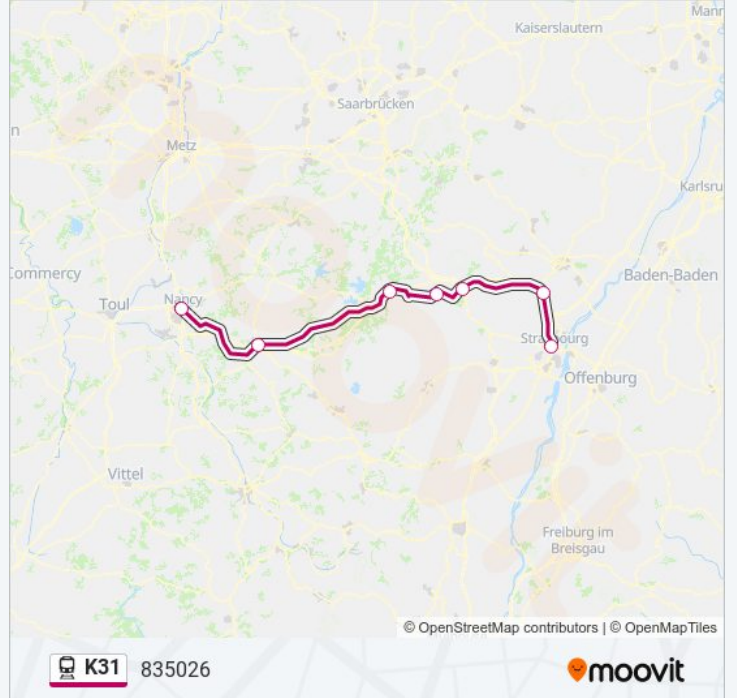 Kaiserslautern
Mann
Saarbrücken
n
Metz
Karlsru
Commercy
Nancy
Toul
Baden-Baden
Strasbourg
Offenburg
Vittel
Freiburg im
Breisgau
moovit
© OpenStreetMap contributors | © OpenMapTiles
K31 835026
moovit